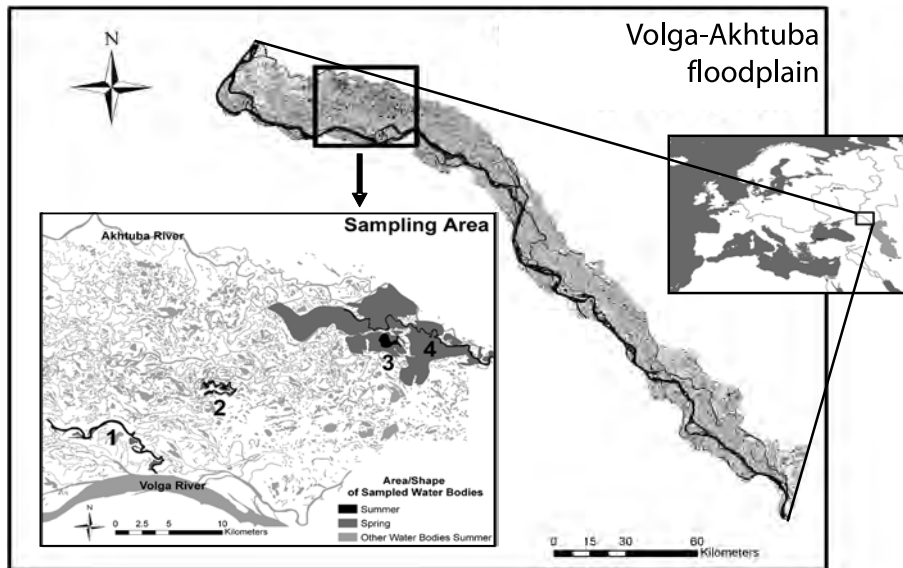 Volga-Akhtuba
floodplain
N
Sampling Area
Akhtuba River
3
4
2
1
Volga River
Area/Shape
of Sampled Water Bodies
Summer
Spring
Other Water Bodies Summer
N
0 2.5 5 10
Kilometers
0 15 30 60
Kilometers